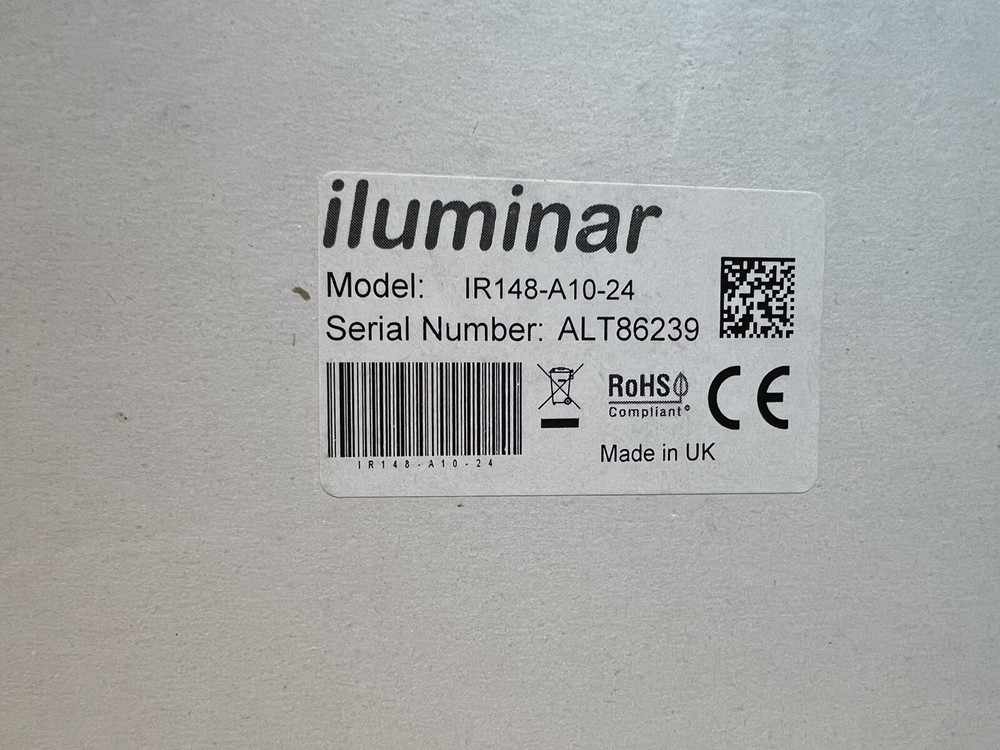 iluminar
Model: IR148-A10-24
Serial Number: ALT86239
IR148-A10-24
RoHS
Compliant
CE
Made in UK